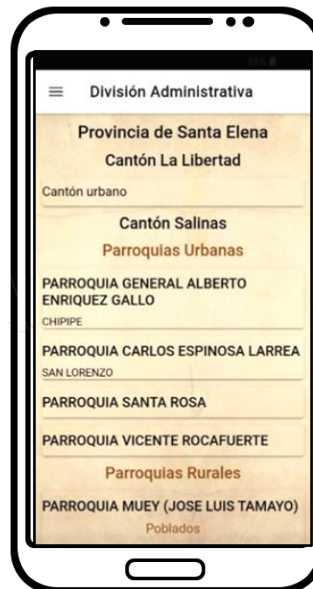 División Administrativa
Provincia de Santa Elena
Cantón La Libertad
Cantón urbano
Cantón Salinas
Parroquias Urbanas
PARROQUIA GENERAL ALBERTO
ENRIQUEZ GALLO
CHIPIPE
PARROQUIA CARLOS ESPINOSA LARREA
SAN LORENZO
PARROQUIA SANTA ROSA
PARROQUIA VICENTE ROCAFUERTE
Parroquias Rurales
PARROQUIA MUEY (JOSE LUIS TAMAYO)
Poblados